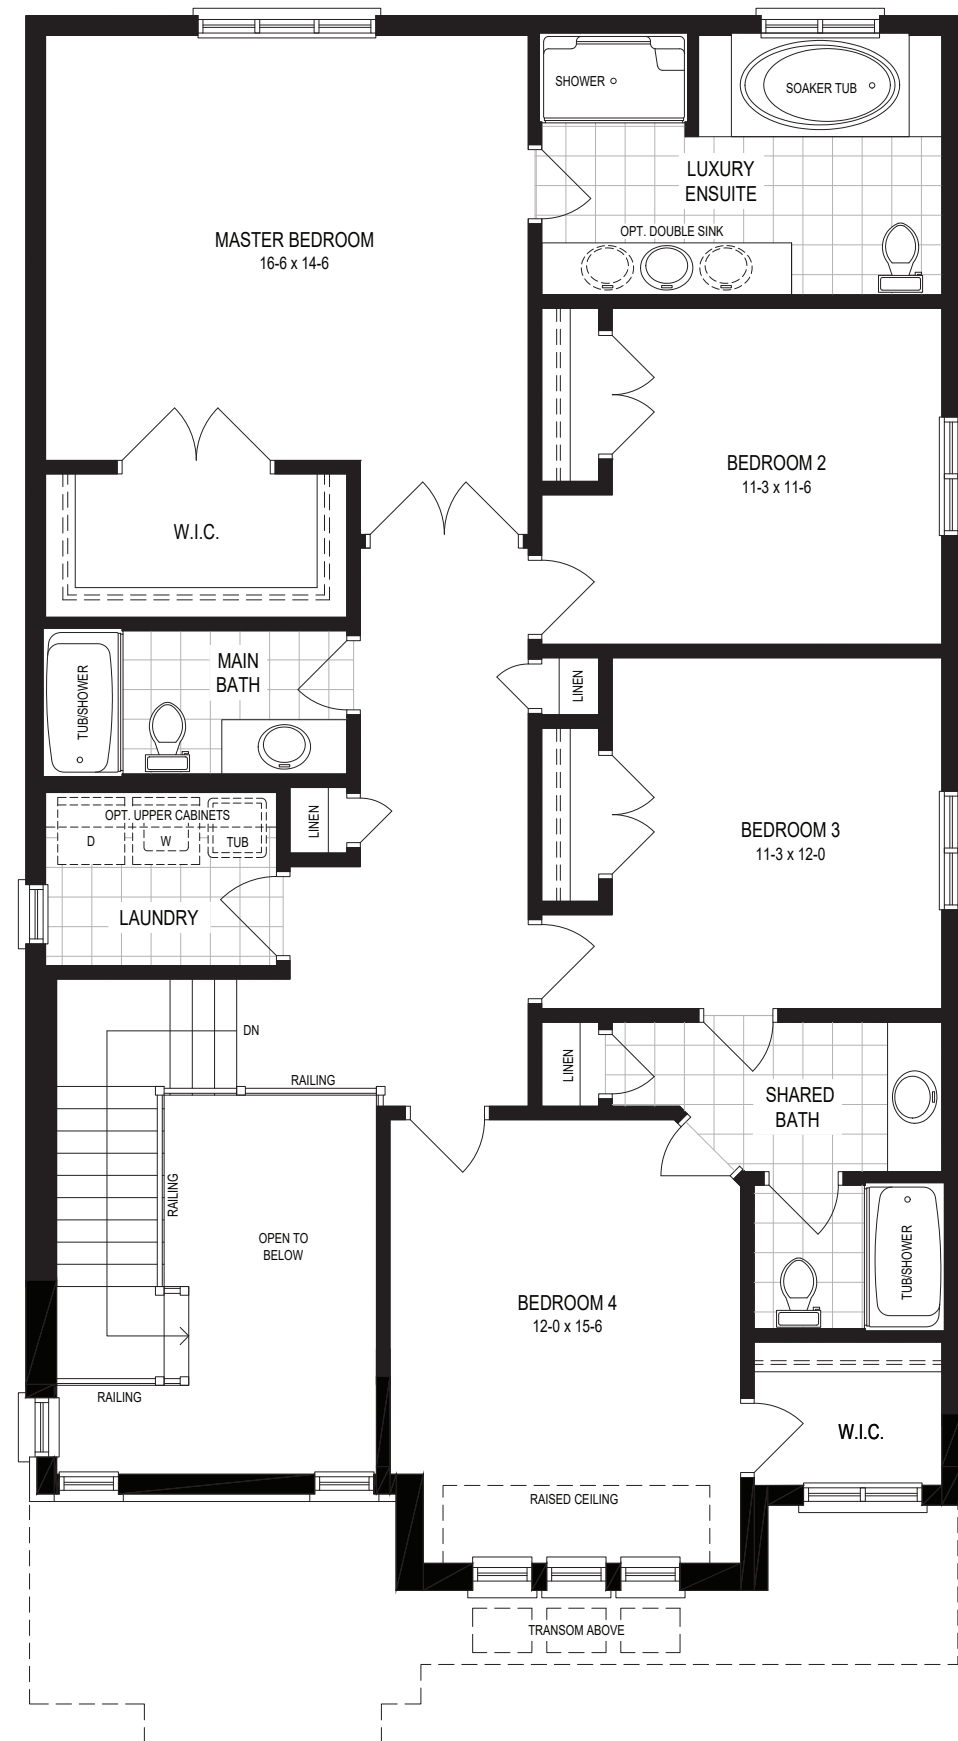 SHOWER
SOAKER TUB
LUXURY
ENSUITE
OPT. DOUBLE SINK
MASTER BEDROOM
16-6 x 14-6
BEDROOM 2
11-3 x 11-6
W.I.C.
MAIN
BATH
TUB/SHOWER
LINEN
OPT. UPPER CABINETS
D
W
TUB
LINEN
BEDROOM 3
11-3 x 12-0
LAUNDRY
DN
RAILING
LINEN
SHARED
BATH
RAILING
OPEN TO
BELOW
TUB/SHOWER
BEDROOM 4
12-0 x 15-6
RAILING
W.I.C.
RAISED CEILING
TRANSOM ABOVE